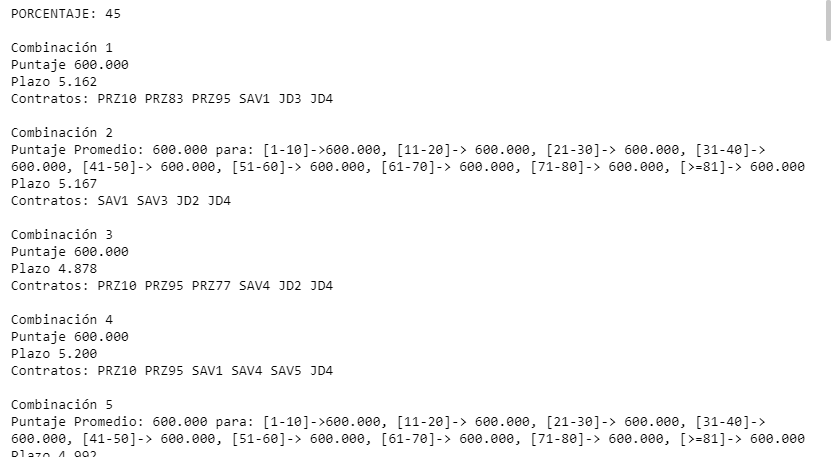 PORCENTAJE: 45
Combinación 1
Puntaje 600.000
Plazo 5.162
Contratos: PRZ10 PRZ83 PRZ95 SAV1 JD3 JD4
Combinación 2
Puntaje Promedio: 600.000 para: [1-10]->600.000, [11-20]-> 600.000, [21-30]-> 600.000, [31-40]->
600.000, [41-50]-> 600.000, [51-60]-> 600.000, [61-70]-> 600.000, [71-80]-> 600.000, [>=81]-> 600.000
Plazo 5.167
Contratos: SAV1 SAV3 JD2 JD4
Combinación 3
Puntaje 600.000
Plazo 4.878
Contratos: PRZ10 PRZ95 PRZ77 SAV4 JD2 JD4
Combinación 4
Puntaje 600.000
Plazo 5.200
Contratos: PRZ10 PRZ95 SAV1 SAV4 SAV5 JD4
Combinación 5
Puntaje Promedio: 600.000 para: [1-10]->600.000, [11-20]-> 600.000, [21-30]-> 600.000, [31-40]->
600.000, [41-50]-> 600.000, [51-60]-> 600.000, [61-70]-> 600.000, [71-80]-> 600.000, [>=81]-> 600.000
Plazo 4.992